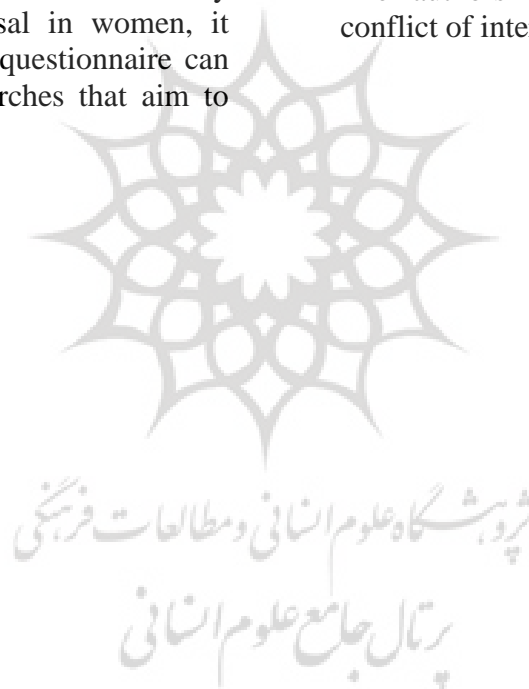 sal in women, it
questionnaire can
rches that aim to
conflict of inte
پژوهشگاه علوم انسانی و مطالعات فرهنگی
پرتال جامع علوم انسانی